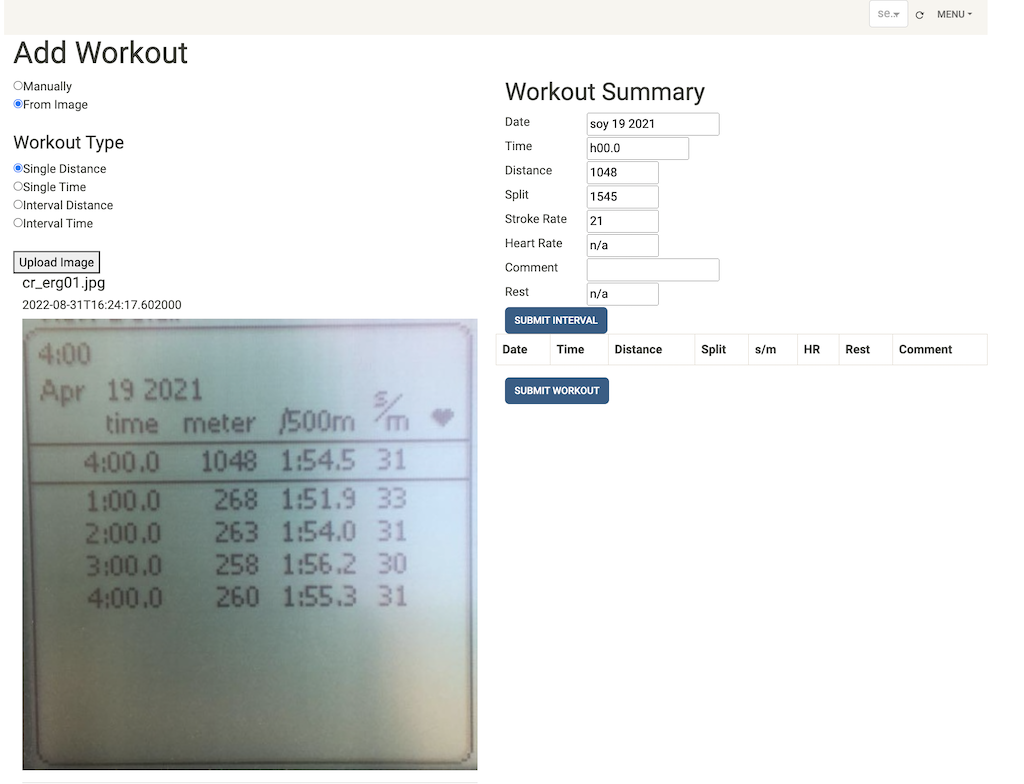 se..
MENU
Add Workout
Manually
From Image
Workout Type
Single Distance
Single Time
Interval Distance
Interval Time
Upload Image
cr_erg01.jpg
2022-08-31T16:24:17.602000
4:00
Apr 19 2021
time meter /500m s/m
4:00.0 1048 1:54.5 31
1:00.0 268 1:51.9 33
2:00.0 263 1:54.0 31
3:00.0 258 1:56.2 30
4:00.0 260 1:55.3 31
Workout Summary
Date soy 19 2021
Time h00.0
Distance 1048
Split 1545
Stroke Rate 21
Heart Rate n/a
Comment
Rest n/a
SUBMIT INTERVAL
Date Time Distance Split s/m HR Rest Comment
SUBMIT WORKOUT